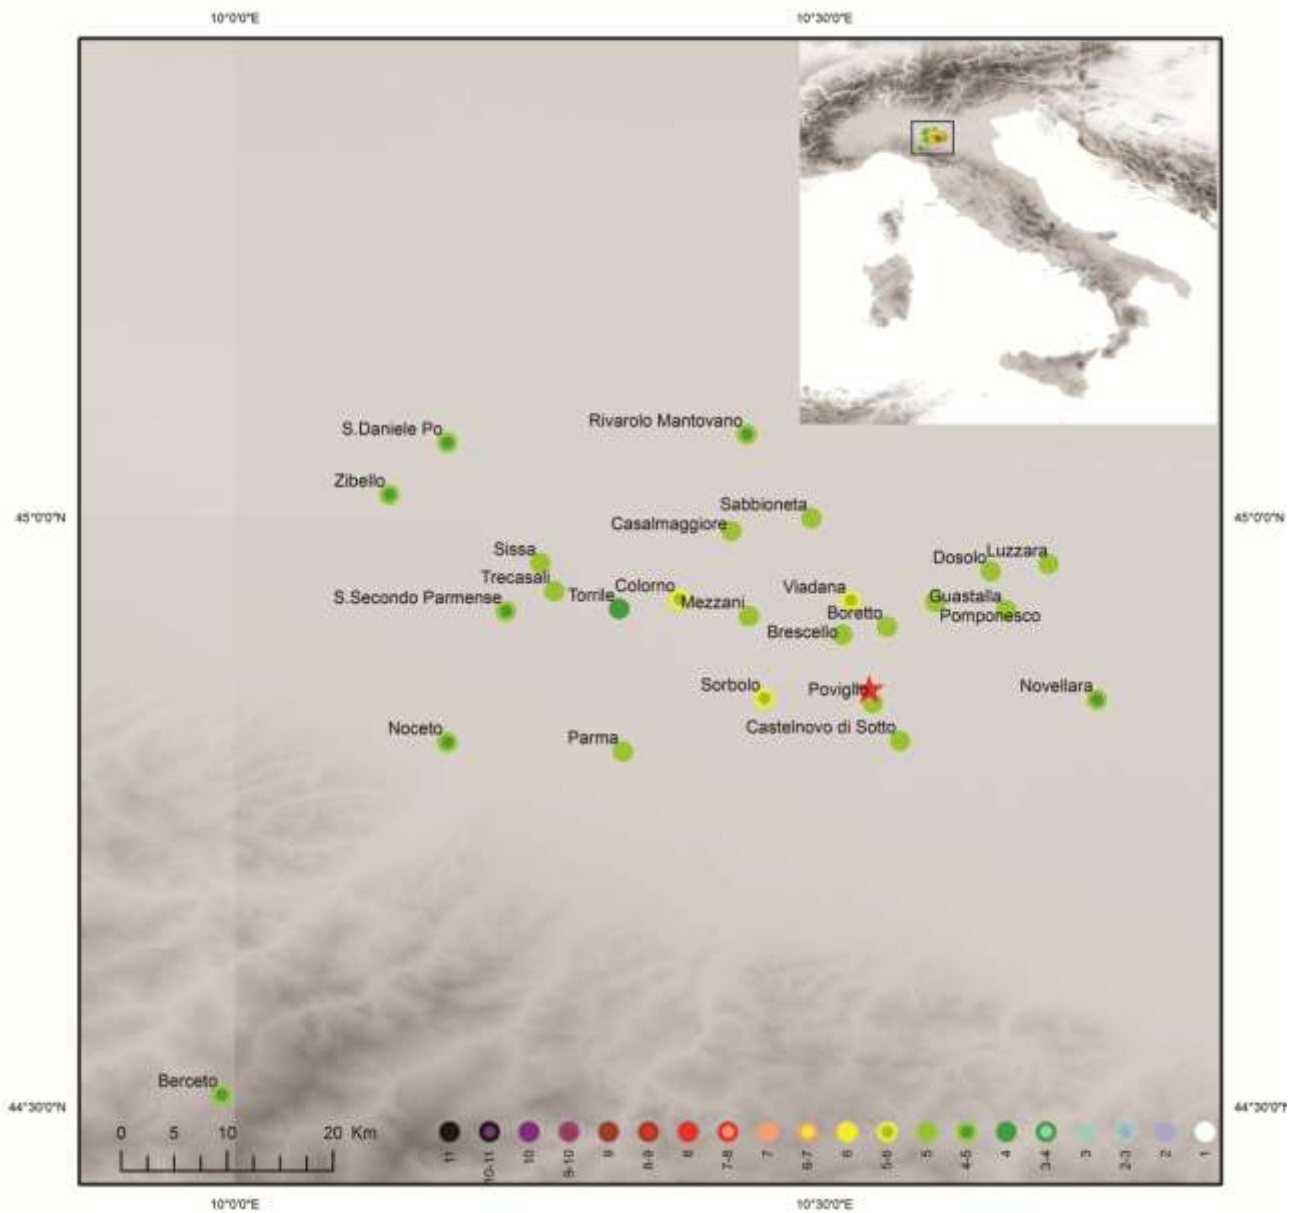 10°0'0"E
10°30'0"E
S.Daniele Po
Rivarolo Mantovano
Zibello
Sabbioneta
45°0'0"N
45°0'0"N
Casalmaggiore
Sissa
Dosolo
Luzzara
Trecasali
Colorno
Viadana
S.Secondo Parmense
Torrile
Mezzani
Guastalla
Boretto
Pomponesco
Brescello
Sorbolo
Poviglio
Novellara
Noceto
Parma
Castelnovo di Sotto
Berceto
44°30'0"N
44°30'0"N
0 5 10 20 Km
11
10-11
10
9-10
9
8-9
8
7-8
7
6-7
6
5-6
5
4-5
4
3-4
3
2-3
2
1
10°0'0"E
10°30'0"E